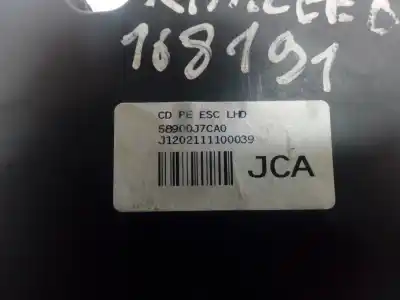 168191
CD PE ESC LHD
58900J7CA0
J1202111100039
JCA